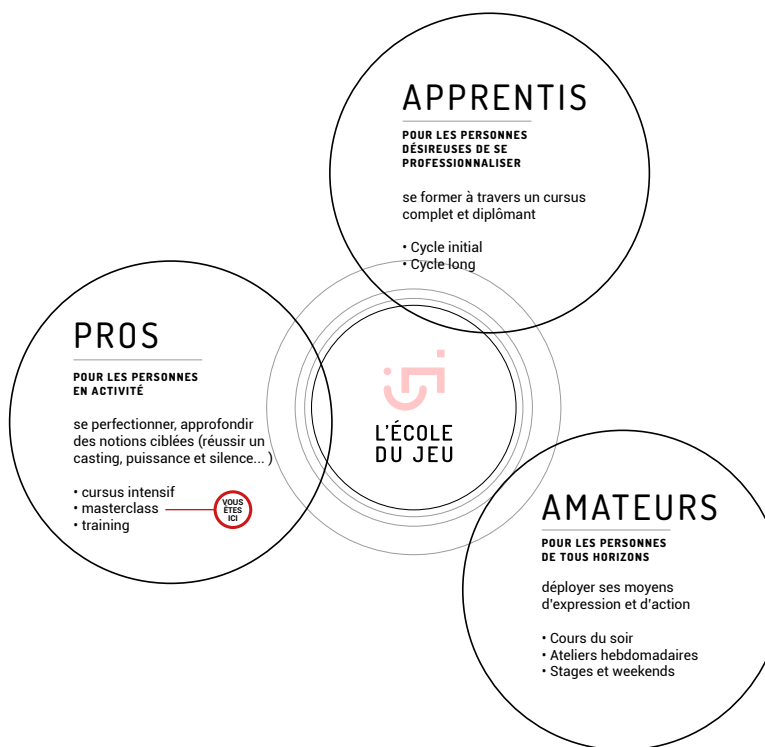 APPRENTIS
POUR LES PERSONNES
DÉSIREUSES DE SE
PROFESSIONNALISER
se former à travers un cursus
complet et diplômant
• Cycle initial
• Cycle long
PROS
POUR LES PERSONNES
EN ACTIVITÉ
se perfectionner, approfondir
des notions ciblées (réussir un
casting, puissance et silence... )
• cursus intensif
• masterclass
• training
VOUS
ÊTES
ICI
L'ÉCOLE
DU JEU
AMATEURS
POUR LES PERSONNES
DE TOUS HORIZONS
déployer ses moyens
d'expression et d'action
• Cours du soir
• Ateliers hebdomadaires
• Stages et weekends